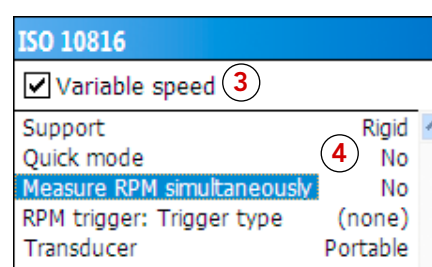 ISO 10816
Variable speed 3
Support Rigid
Quick mode 4 No
Measure RPM simultaneously No
RPM trigger: Trigger type (none)
Transducer Portable